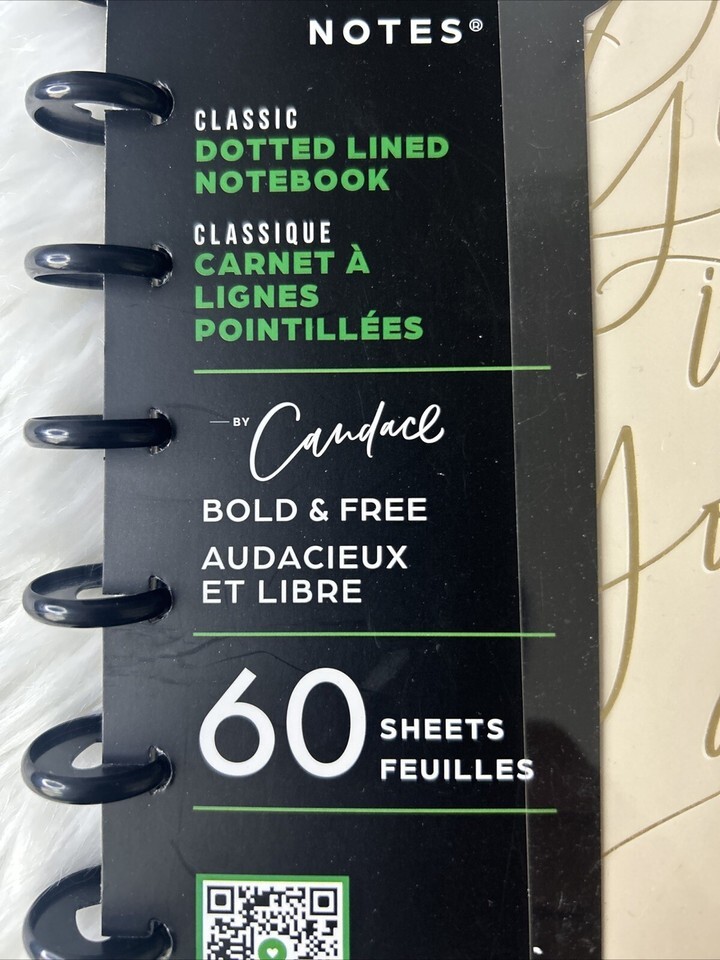 NOTES®
CLASSIC
DOTTED LINED
NOTEBOOK
CLASSIQUE
CARNET À
LIGNES
POINTILLÉES
BY Candace
BOLD & FREE
AUDACIEUX
ET LIBRE
60 SHEETS
FEUILLES